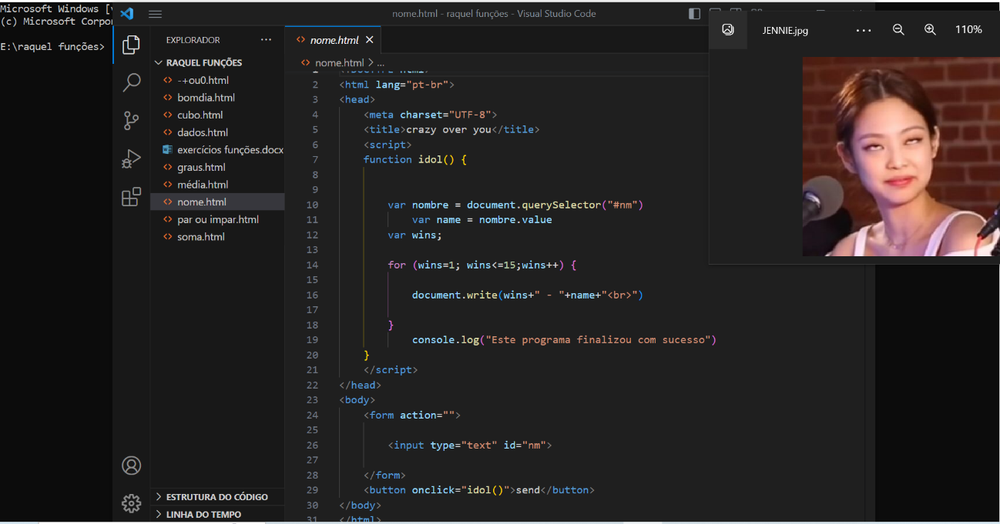 Microsoft Windows [v
(c) Microsoft Corpor
E:\raquel funções>
nome.html - raquel funções - Visual Studio Code
EXPLORADOR
RAQUEL FUNÇÕES
-+ou0.html
bomdia.html
cubo.html
dados.html
exercícios funções.docx
graus.html
média.html
nome.html
par ou impar.html
soma.html
ESTRUTURA DO CÓDIGO
LINHA DO TEMPO
nome.html
nome.html > ...
1 <!DOCTYPE html>
2 <html lang="pt-br">
3 <head>
4 <meta charset="UTF-8">
5 <title>crazy over you</title>
6 <script>
7 function idol() {
8
9
10 var nombre = document.querySelector("#nm")
11 var name = nombre.value
12 var wins;
13
14 for (wins=1; wins<=15;wins++) {
15
16 document.write(wins+" - "+name+"<br>")
17
18 }
19 console.log("Este programa finalizou com sucesso")
20 }
21 </script>
22 </head>
23 <body>
24 <form action="">
25
26 <input type="text" id="nm">
27
28 </form>
29 <button onclick="idol()">send</button>
30 </body>
31 </html>
JENNIE.jpg
110%